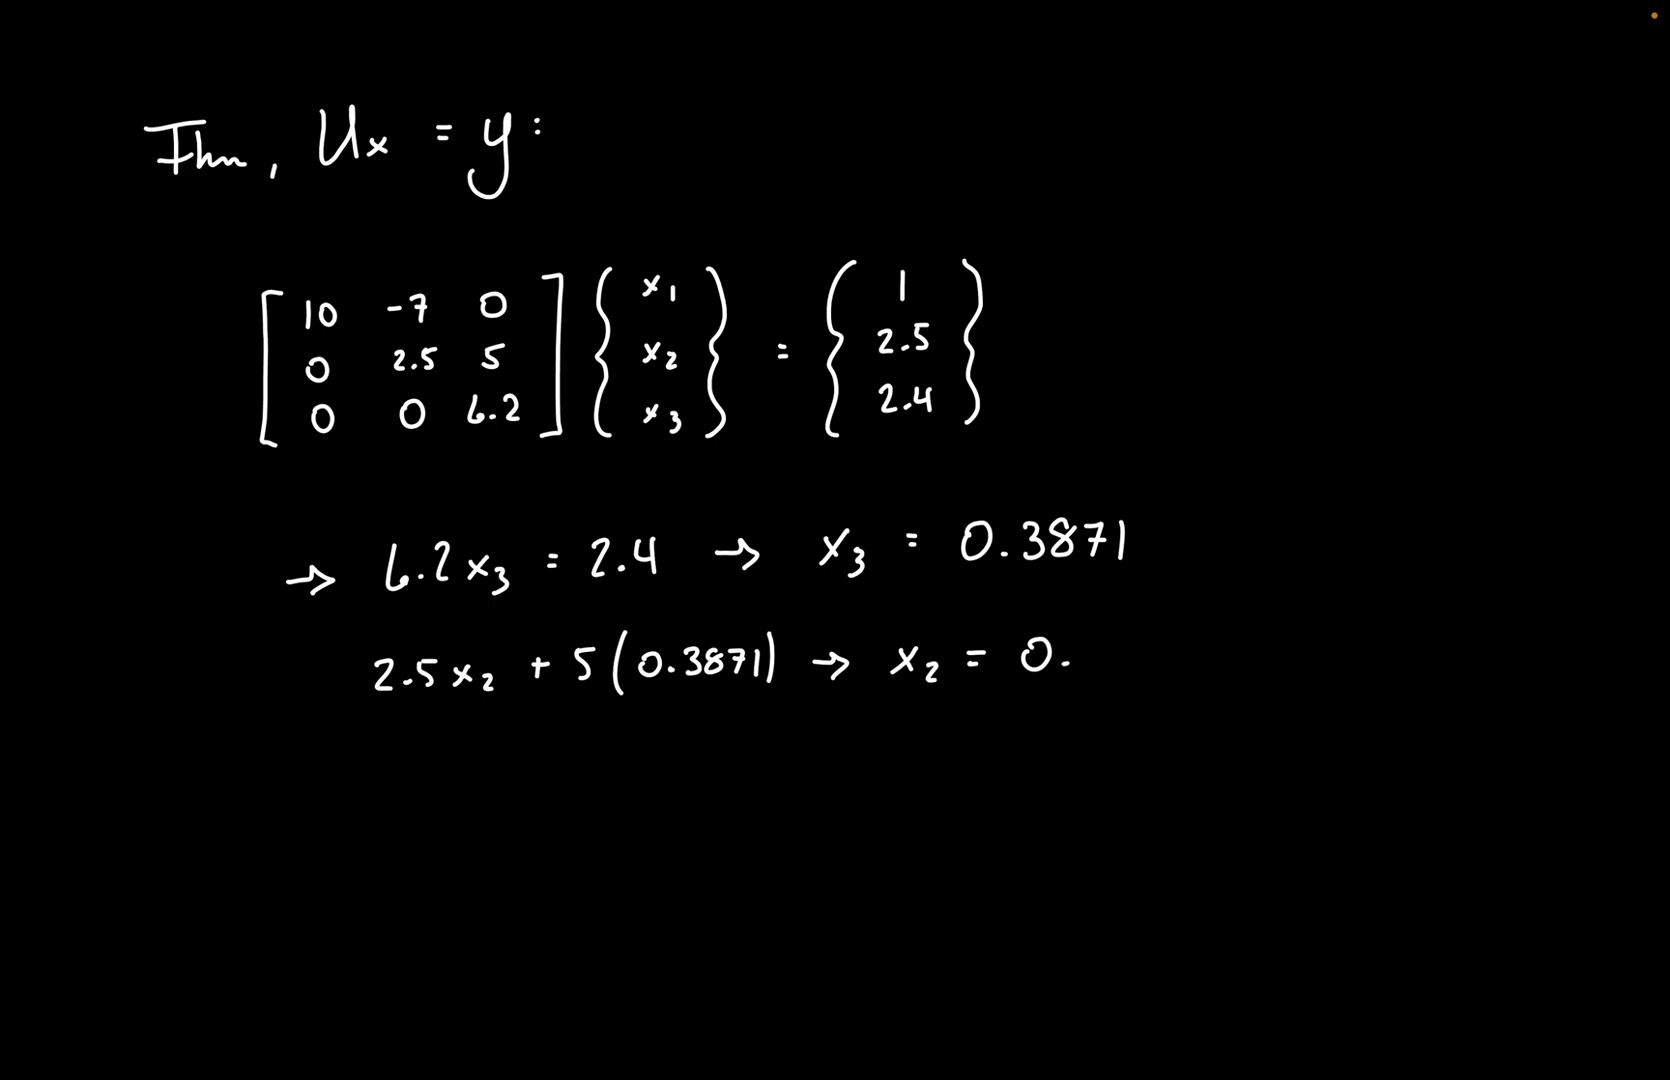 Then, Ux = y:
[ 10 -7 0 ] { x₁ } = { 1 }
[ 0 2.5 5 ] { x₂ } = { 2.5 }
[ 0 0 6.2 ] { x₃ } = { 2.4 }
→ 6.2x₃ = 2.4 → x₃ = 0.3871
2.5x₂ + 5(0.3871) → x₂ = 0.